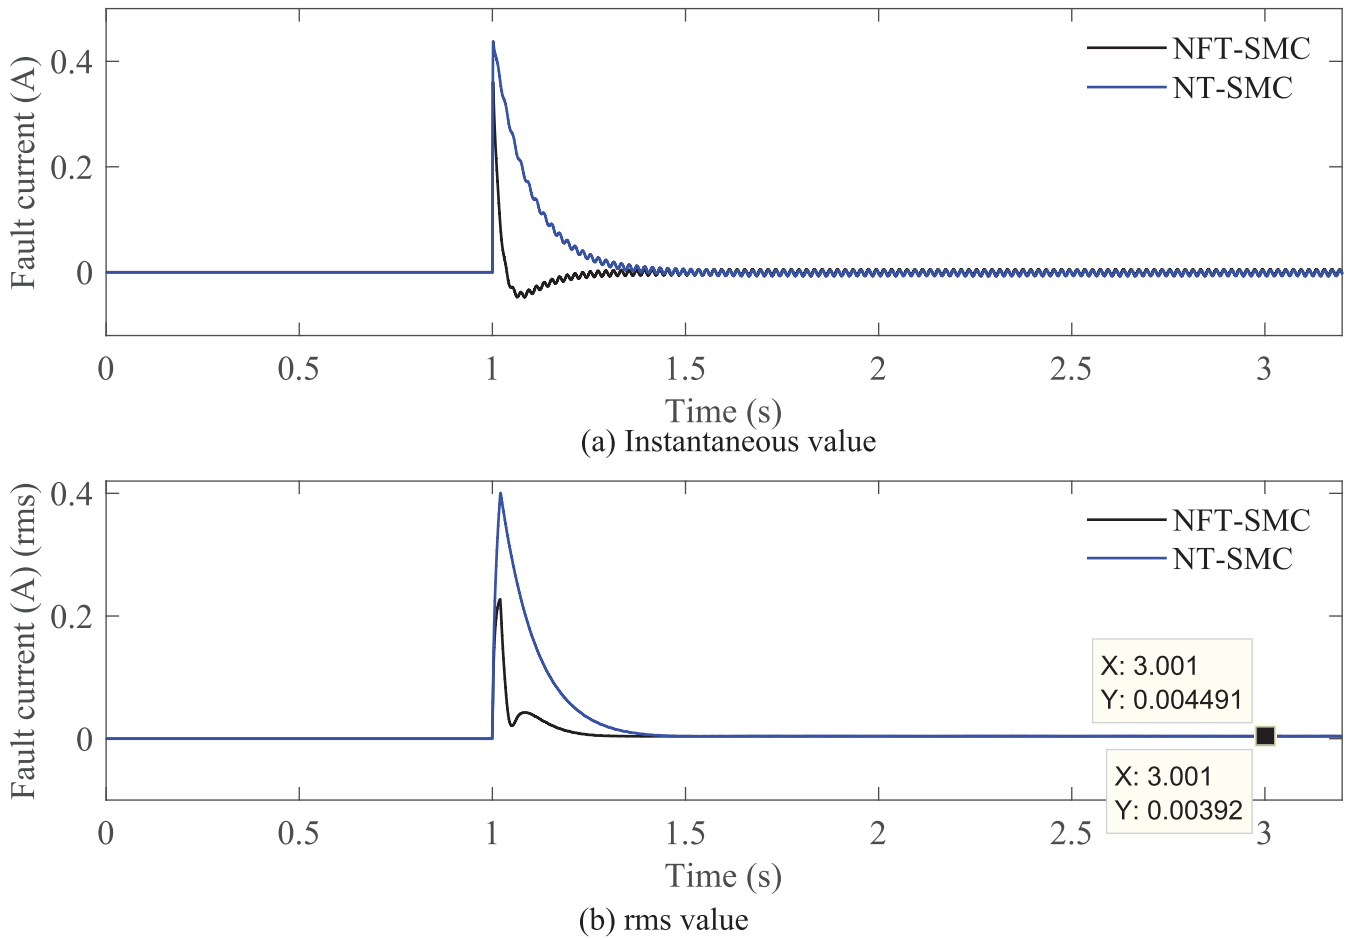 Fault current (A)
0.4
0.2
0
NFT-SMC
NT-SMC
0 0.5 1 1.5 2 2.5 3
Time (s)
(a) Instantaneous value
Fault current (A) (rms)
0.4
0.2
0
NFT-SMC
NT-SMC
X: 3.001
Y: 0.004491
X: 3.001
Y: 0.00392
0 0.5 1 1.5 2 2.5 3
Time (s)
(b) rms value